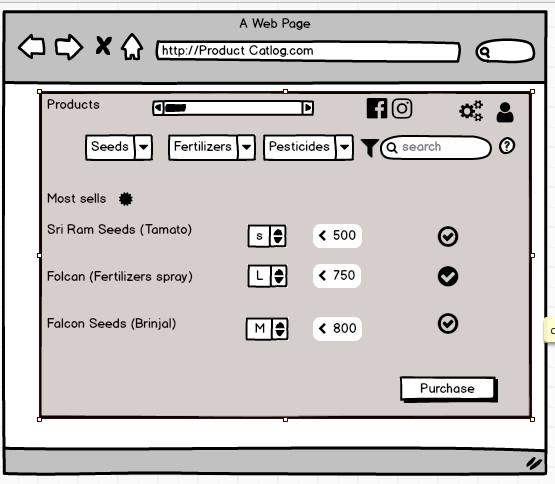 A Web Page
http://Product Catlog.com
Products
Seeds Fertilizers Pesticides search ?
Most sells
Sri Ram Seeds (Tamato) s < 500
Folcan (Fertilizers spray) L < 750
Falcon Seeds (Brinjal) M < 800
Purchase